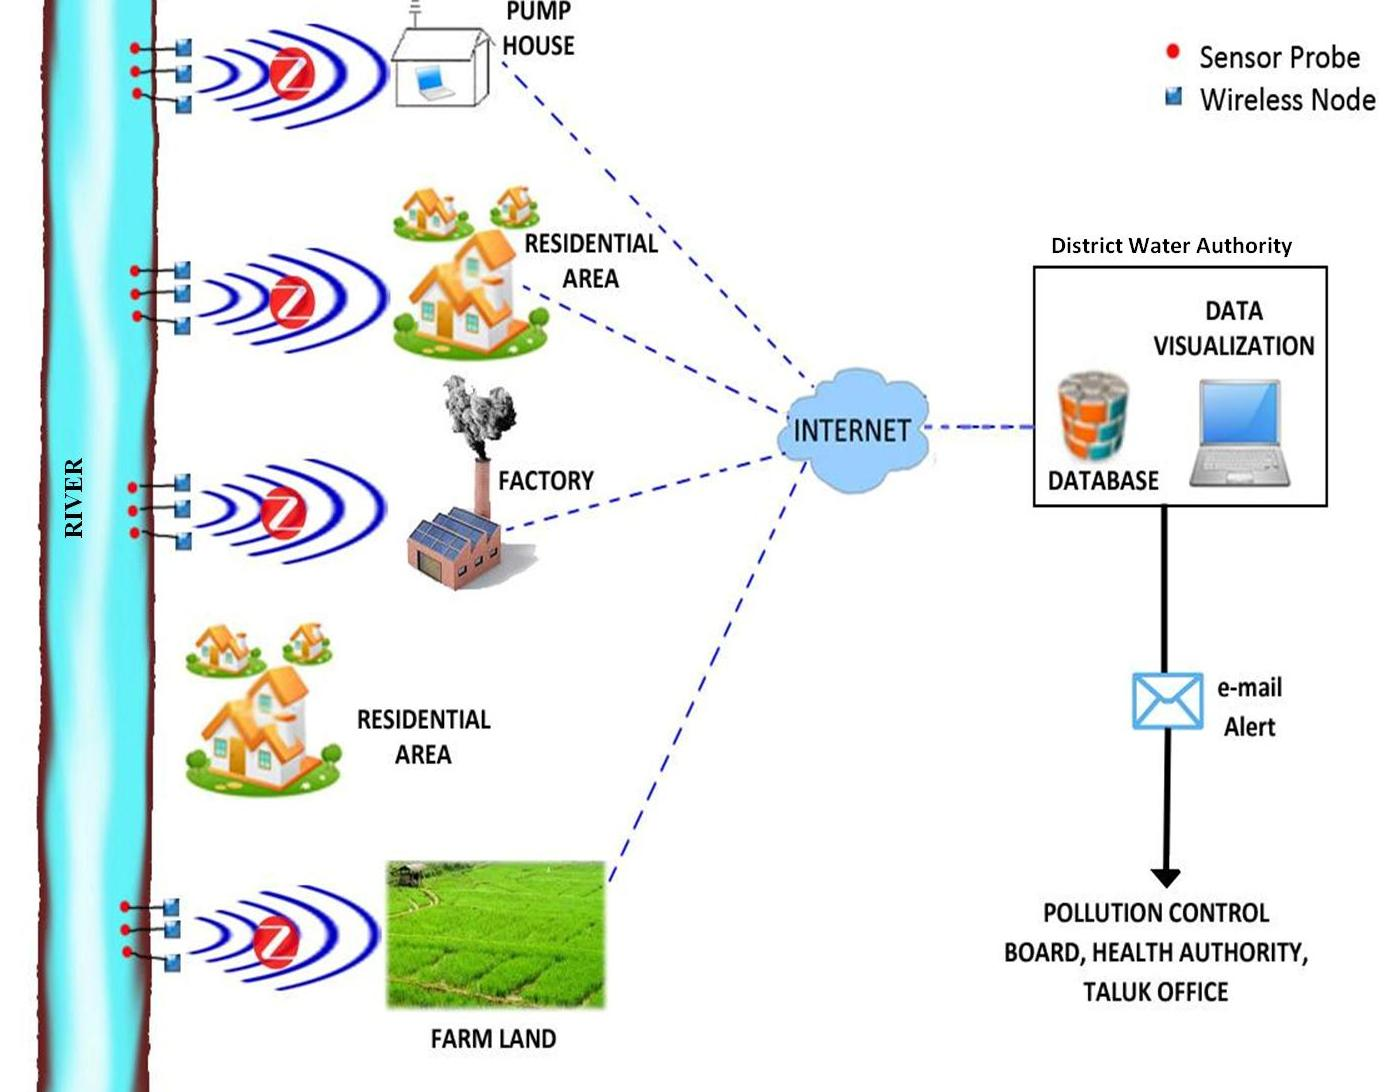 PUMP
HOUSE
Sensor Probe
Wireless Node
RESIDENTIAL
AREA
District Water Authority
DATA
VISUALIZATION
INTERNET
DATABASE
FACTORY
RIVER
RESIDENTIAL
AREA
e-mail
Alert
POLLUTION CONTROL
BOARD, HEALTH AUTHORITY,
TALUK OFFICE
FARM LAND